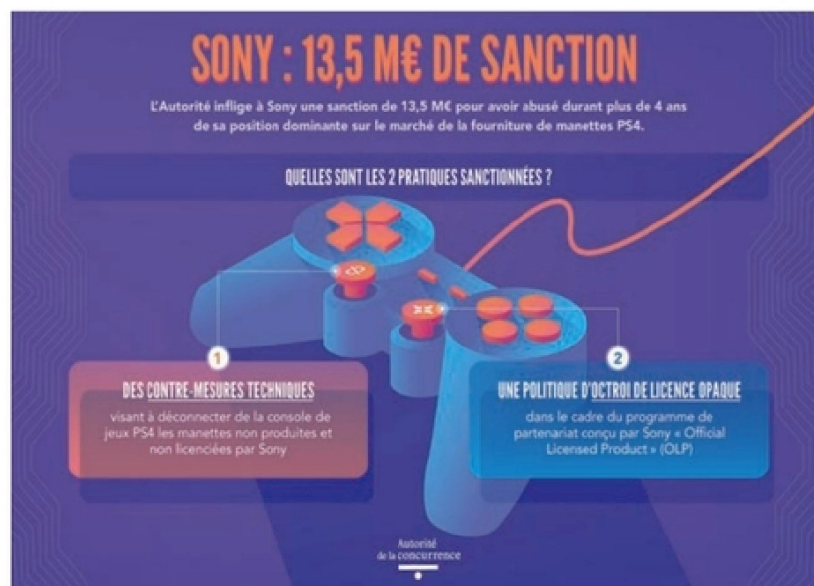 SONY : 13,5 M€ DE SANCTION
L'Autorité inflige à Sony une sanction de 13,5 M€ pour avoir abusé durant plus de 4 ans
de sa position dominante sur le marché de la fourniture de manettes PS4.
QUELLES SONT LES 2 PRATIQUES SANCTIONNÉES ?
1
DES CONTRE-MESURES TECHNIQUES
visant à déconnecter de la console de
jeux PS4 les manettes non produites et
non licenciées par Sony
2
UNE POLITIQUE D'OCTROI DE LICENCE OPAQUE
dans le cadre du programme de
partenariat conçu par Sony « Official
Licensed Product » (OLP)
Autorité
de la concurrence